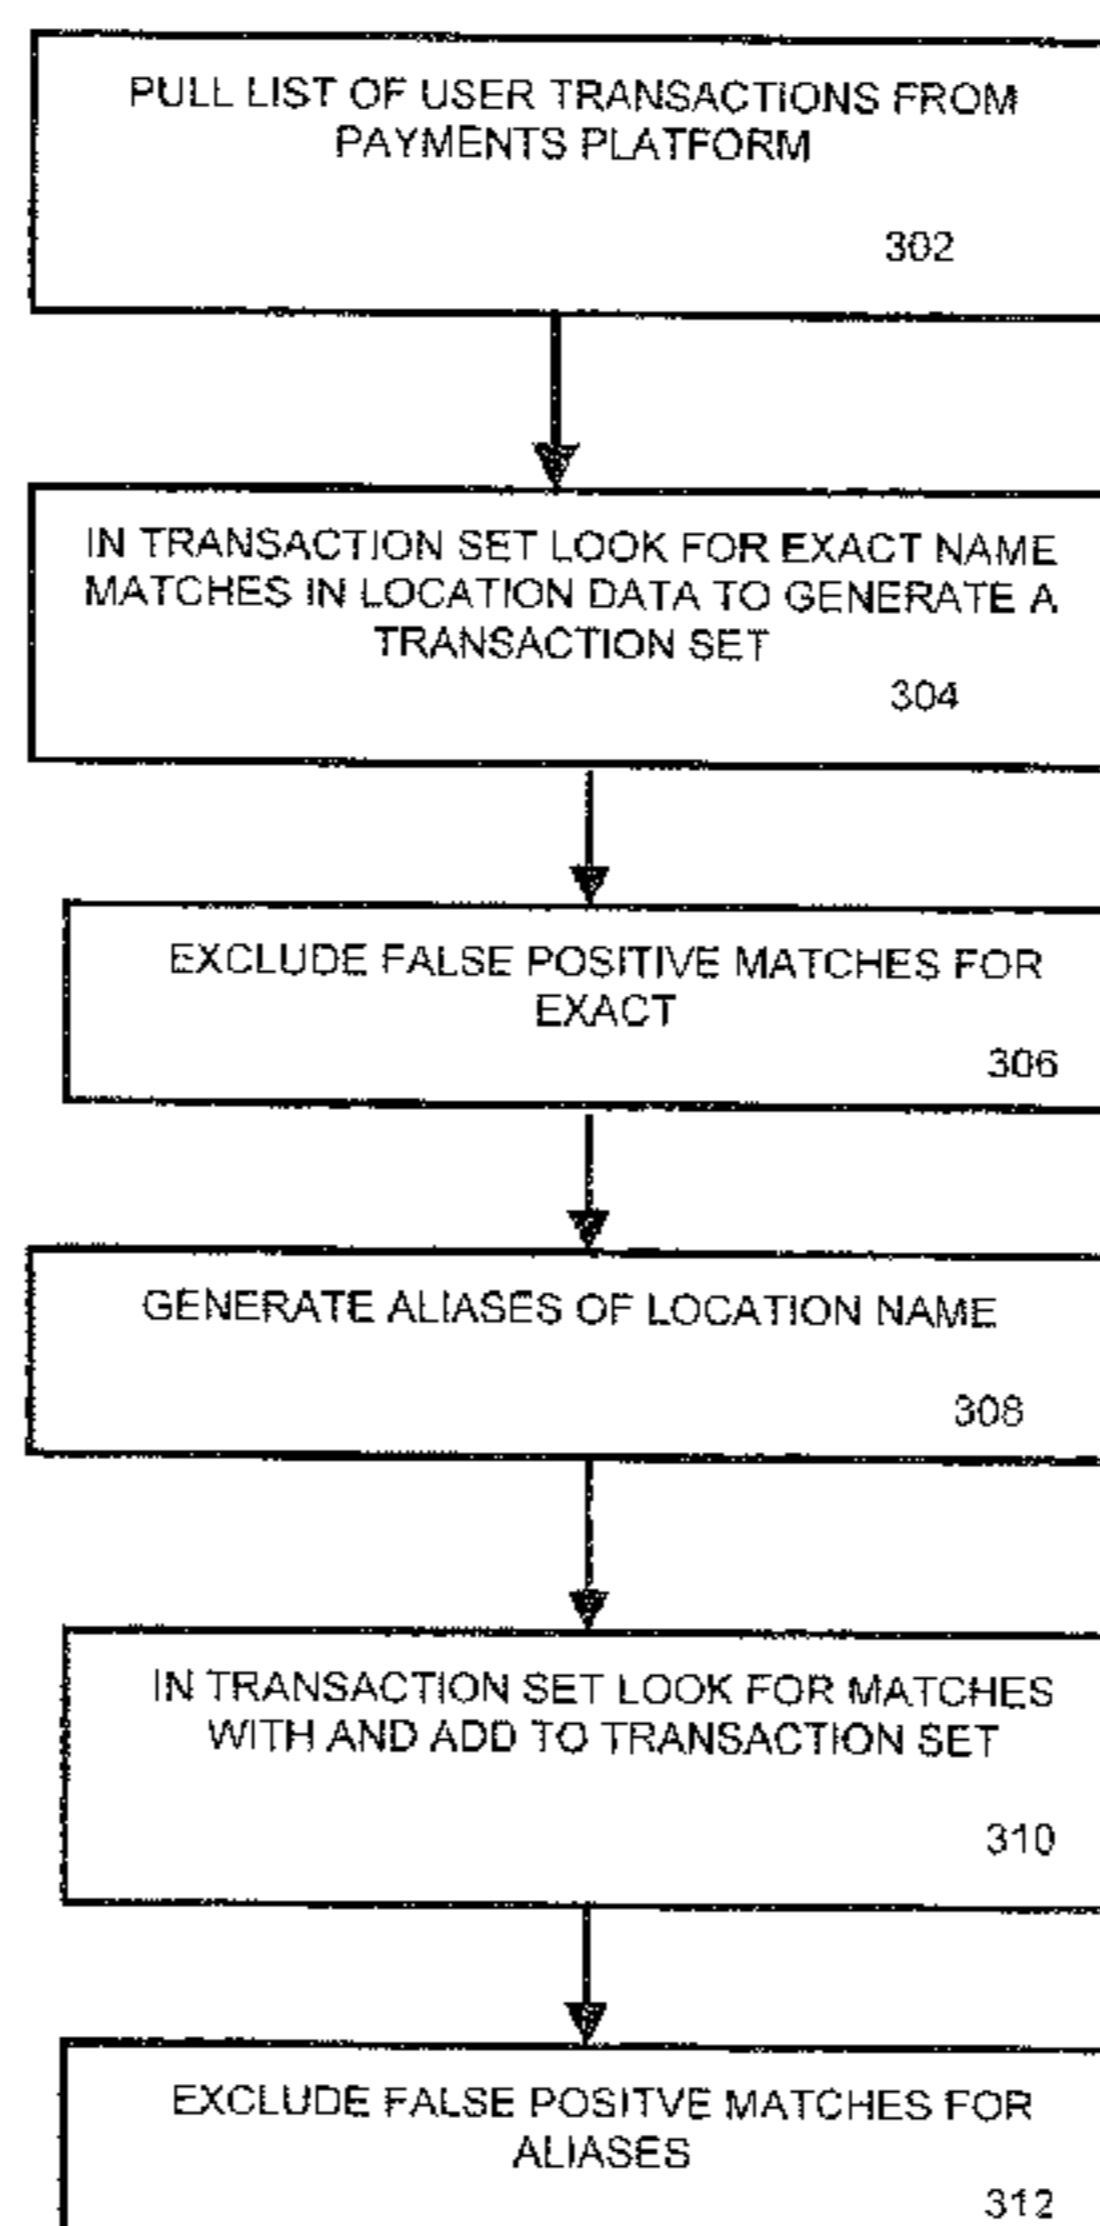 PULL LIST OF USER TRANSACTIONS FROM
PAYMENTS PLATFORM
302
IN TRANSACTION SET LOOK FOR EXACT NAME
MATCHES IN LOCATION DATA TO GENERATE A
TRANSACTION SET
304
EXCLUDE FALSE POSITIVE MATCHES FOR
EXACT
306
GENERATE ALIASES OF LOCATION NAME
308
IN TRANSACTION SET LOOK FOR MATCHES
WITH AND ADD TO TRANSACTION SET
310
EXCLUDE FALSE POSITVE MATCHES FOR
ALIASES
312